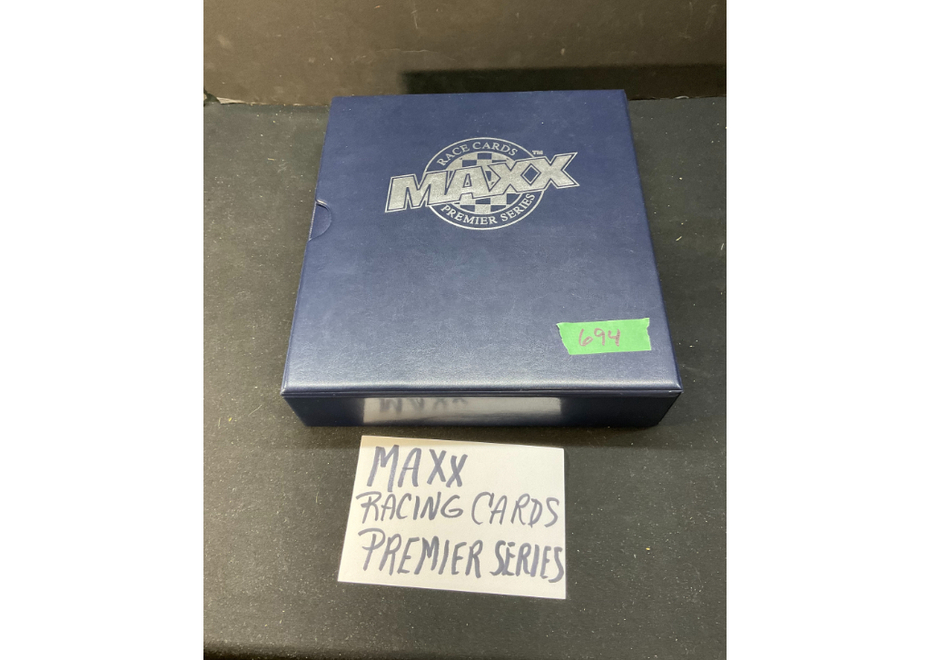 RACE CARDS
MAXX™
PREMIER SERIES
694
MAXX
RACING CARDS
PREMIER SERIES